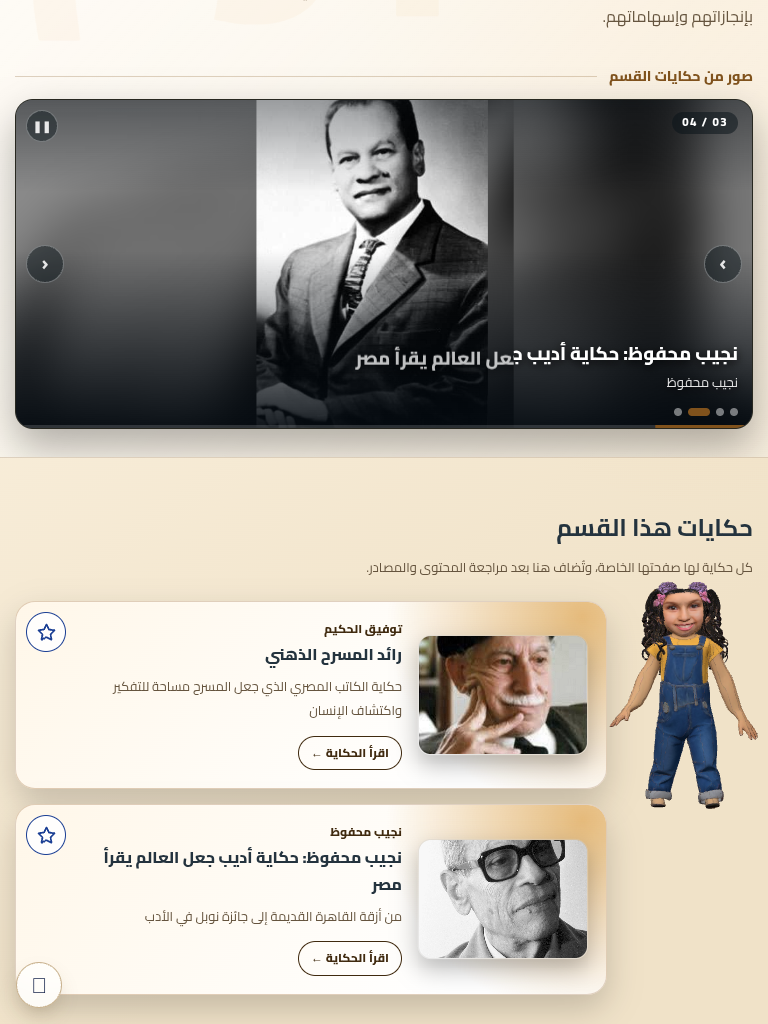 بإنجازاتهم وإسهاماتهم.
صور من حكايات القسم
04 / 03
نجيب محفوظ: حكاية أديب جعل العالم يقرأ مصر
نجيب محفوظ
حكايات هذا القسم
كل حكاية لها صفحتها الخاصة، وتُضاف هنا بعد مراجعة المحتوى والمصادر.
توفيق الحكيم
رائد المسرح الذهني
حكاية الكاتب المصري الذي جعل المسرح مساحة للتفكير
واكتشاف الإنسان
اقرأ الحكاية ←
نجيب محفوظ
نجيب محفوظ: حكاية أديب جعل العالم يقرأ
مصر
من أزقة القاهرة القديمة إلى جائزة نوبل في الأدب
اقرأ الحكاية ←